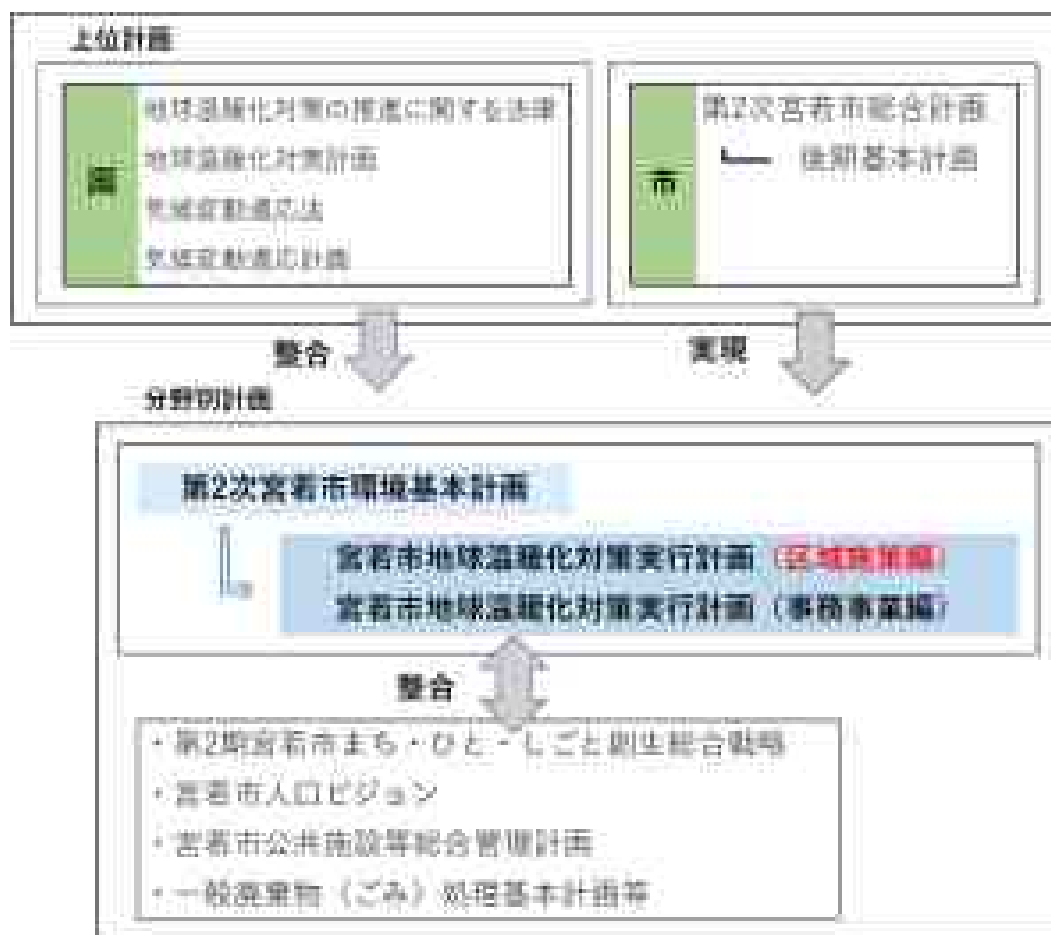 上位計画
国
地球温暖化対策の推進に関する法律
地球温暖化対策計画
気候変動適応法
気候変動適応計画
市
第2次宮若市総合計画
後期基本計画
整合
実現
分野別計画
第2次宮若市環境基本計画
宮若市地球温暖化対策実行計画（区域施策編）
宮若市地球温暖化対策実行計画（事務事業編）
整合
・第2期宮若市まち・ひと・しごと創生総合戦略
・宮若市人口ビジョン
・宮若市公共施設等総合管理計画
・一般廃棄物（ごみ）処理基本計画等